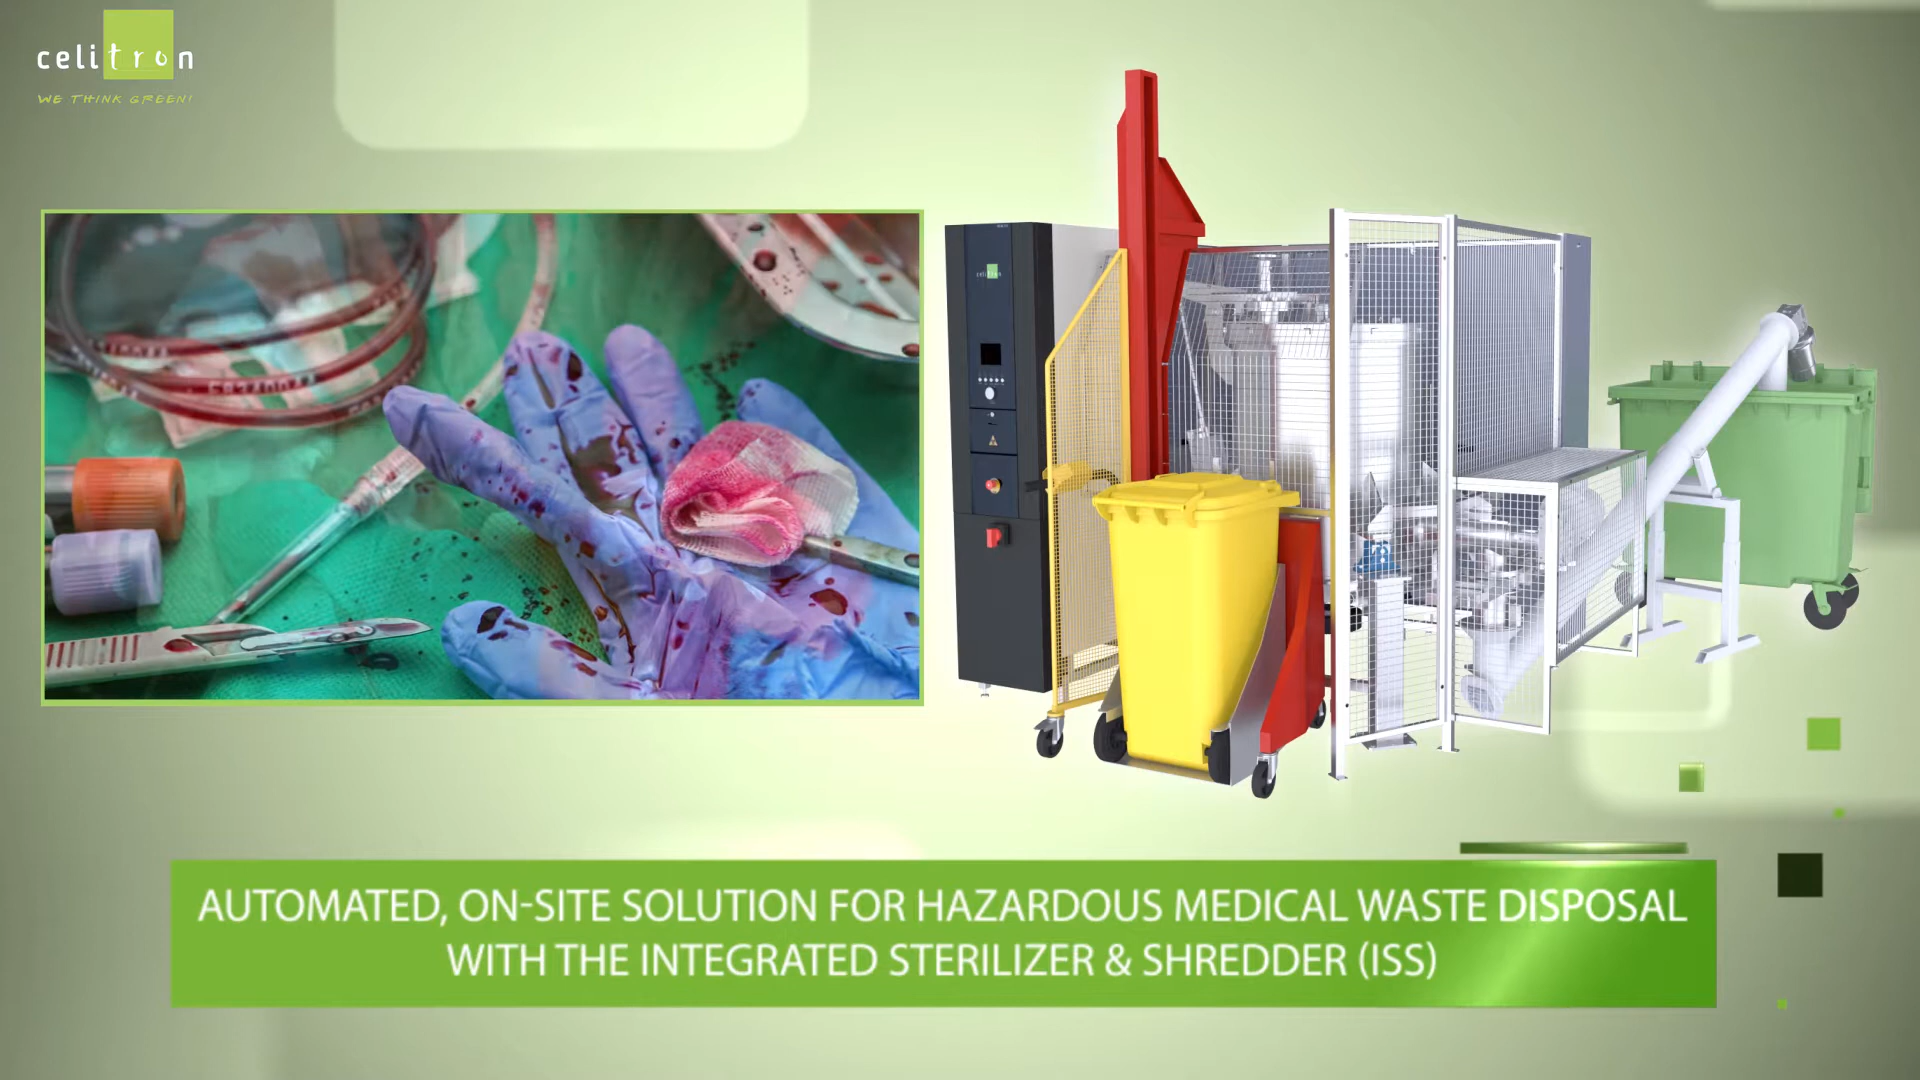 celitron
WE THINK GREEN!
celitron
AUTOMATED, ON-SITE SOLUTION FOR HAZARDOUS MEDICAL WASTE DISPOSAL
WITH THE INTEGRATED STERILIZER & SHREDDER (ISS)